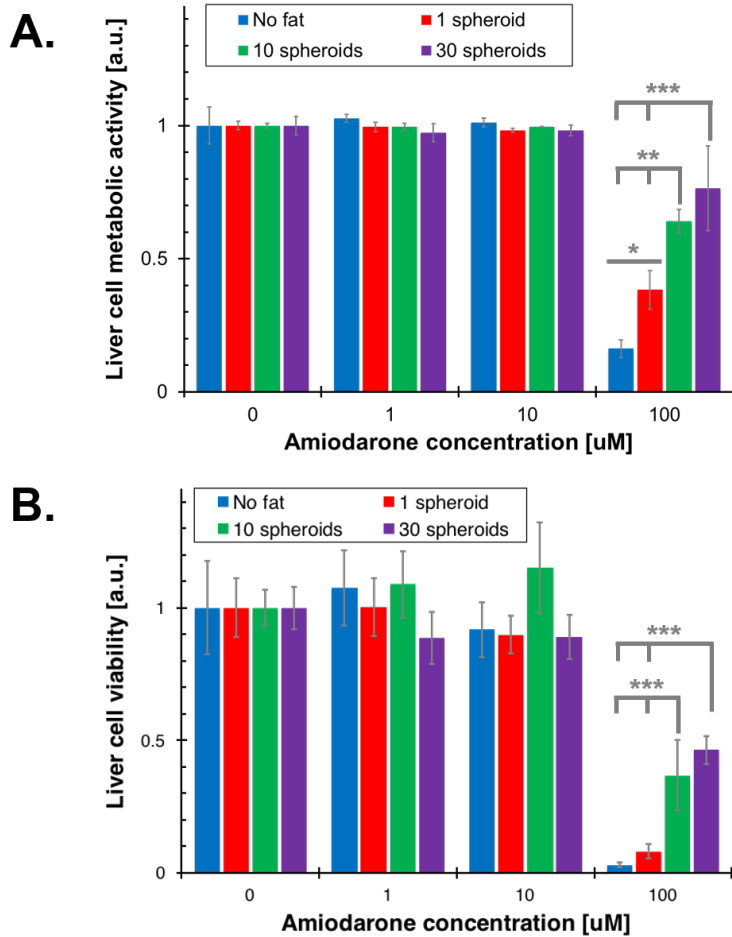 A.
No fat 1 spheroid
10 spheroids 30 spheroids
Liver cell metabolic activity [a.u.]
1
0.5
0
***
**
*
0 1 10 100
Amiodarone concentration [uM]
B.
No fat 1 spheroid
10 spheroids 30 spheroids
Liver cell viability [a.u.]
1
0.5
0
***
***
0 1 10 100
Amiodarone concentration [uM]